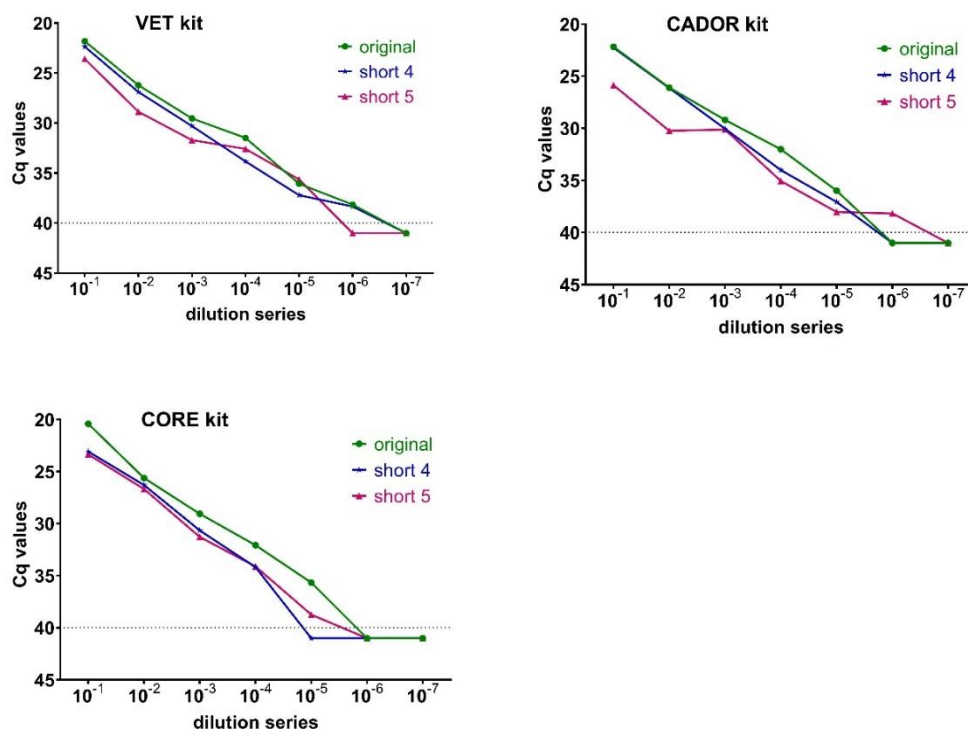 VET kit
20
25
30
35
40
45
Cq values
original
short 4
short 5
10⁻¹ 10⁻² 10⁻³ 10⁻⁴ 10⁻⁵ 10⁻⁶ 10⁻⁷
dilution series
CADOR kit
20
25
30
35
40
45
Cq values
original
short 4
short 5
10⁻¹ 10⁻² 10⁻³ 10⁻⁴ 10⁻⁵ 10⁻⁶ 10⁻⁷
dilution series
CORE kit
20
25
30
35
40
45
Cq values
original
short 4
short 5
10⁻¹ 10⁻² 10⁻³ 10⁻⁴ 10⁻⁵ 10⁻⁶ 10⁻⁷
dilution series